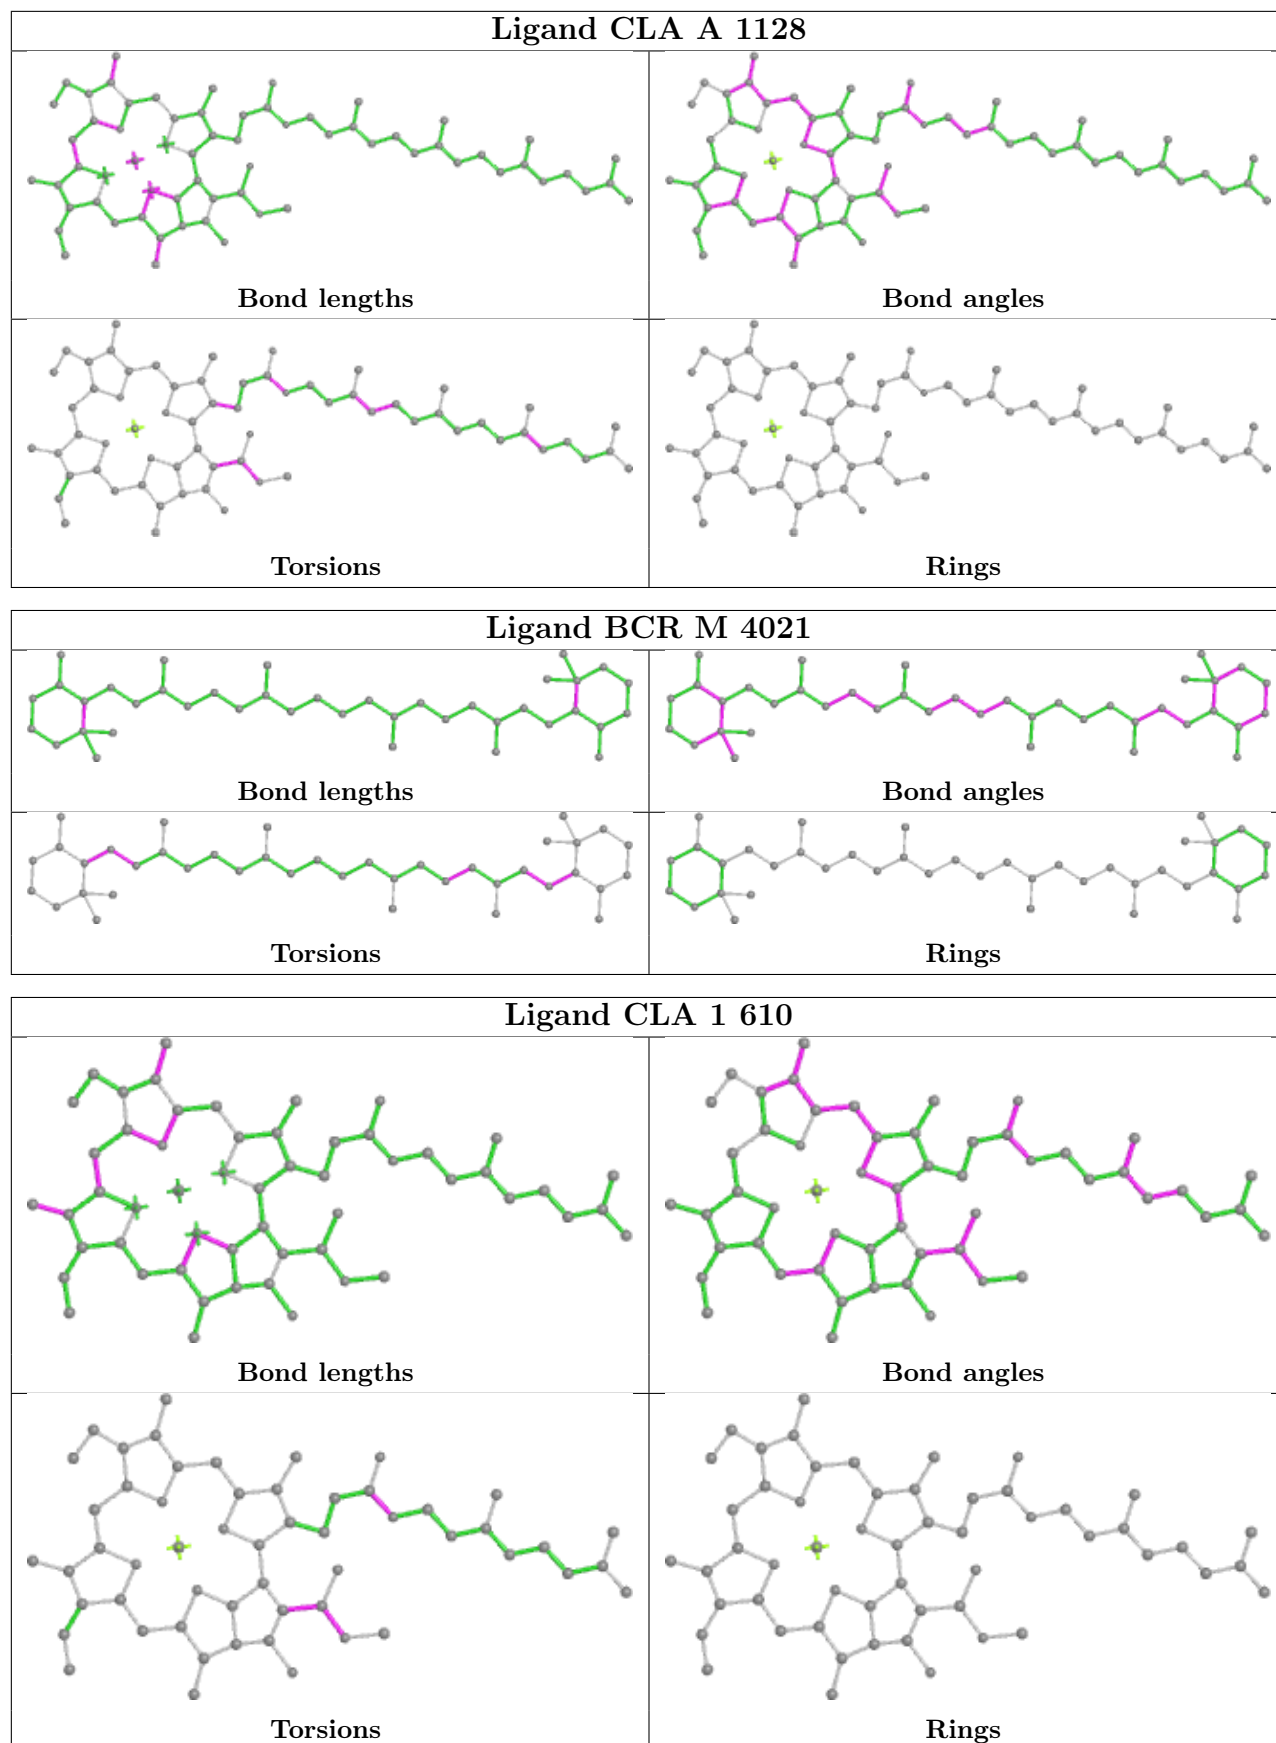 Ligand CLA A 1128
Bond lengths
Bond angles
Torsions
Rings
Ligand BCR M 4021
Bond lengths
Bond angles
Torsions
Rings
Ligand CLA 1 610
Bond lengths
Bond angles
Torsions
Rings